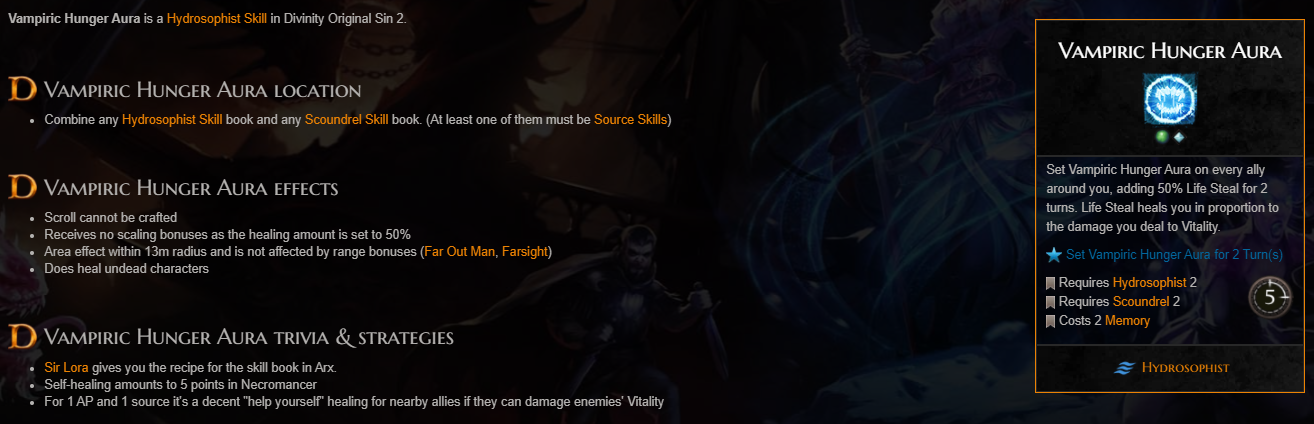 Vampiric Hunger Aura is a Hydrosophist Skill in Divinity Original Sin 2.
Vampiric Hunger Aura location
Combine any Hydrosophist Skill book and any Scoundrel Skill book. (At least one of them must be Source Skills)
Vampiric Hunger Aura effects
Scroll cannot be crafted
Receives no scaling bonuses as the healing amount is set to 50%
Area effect within 13m radius and is not affected by range bonuses (Far Out Man, Farsight)
Does heal undead characters
Vampiric Hunger Aura trivia & strategies
Sir Lora gives you the recipe for the skill book in Arx.
Self-healing amounts to 5 points in Necromancer
For 1 AP and 1 source it's a decent "help yourself" healing for nearby allies if they can damage enemies' Vitality
Vampiric Hunger Aura
Set Vampiric Hunger Aura on every ally
around you, adding 50% Life Steal for 2
turns. Life Steal heals you in proportion to
the damage you deal to Vitality.
Set Vampiric Hunger Aura for 2 Turn(s)
Requires Hydrosophist 2
Requires Scoundrel 2
5
Costs 2 Memory
Hydrosophist